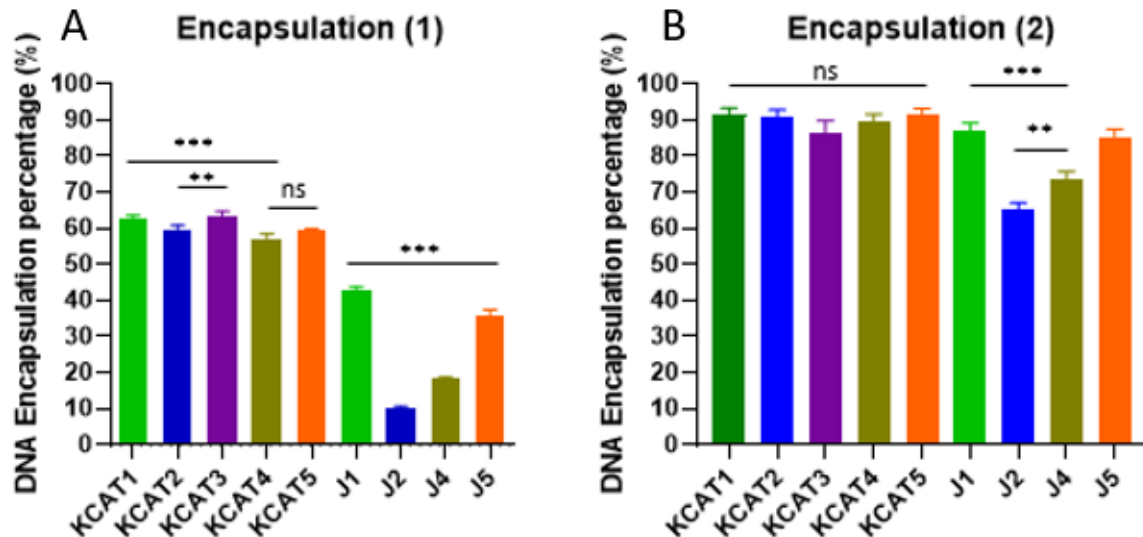 A
Encapsulation (1)
DNA Encapsulation percentage (%)
100
90
80
70
60
50
40
30
20
10
0
***
**
ns
***
KCAT1
KCAT2
KCAT3
KCAT4
KCAT5
J1
J2
J4
J5
B
Encapsulation (2)
DNA Encapsulation percentage (%)
100
90
80
70
60
50
40
30
20
10
0
ns
***
**
KCAT1
KCAT2
KCAT3
KCAT4
KCAT5
J1
J2
J4
J5